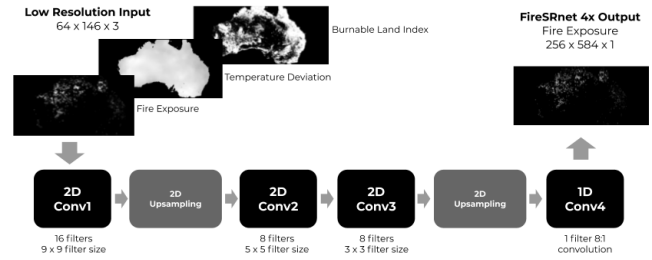 Low Resolution Input
64 x 146 x 3
Burnable Land Index
Temperature Deviation
Fire Exposure
FireSRnet 4x Output
Fire Exposure
256 x 584 x 1
2D
Conv1
2D
Upsampling
2D
Conv2
2D
Conv3
2D
Upsampling
1D
Conv4
16 filters
9 x 9 filter size
8 filters
5 x 5 filter size
8 filters
3 x 3 filter size
1 filter 8:1
convolution